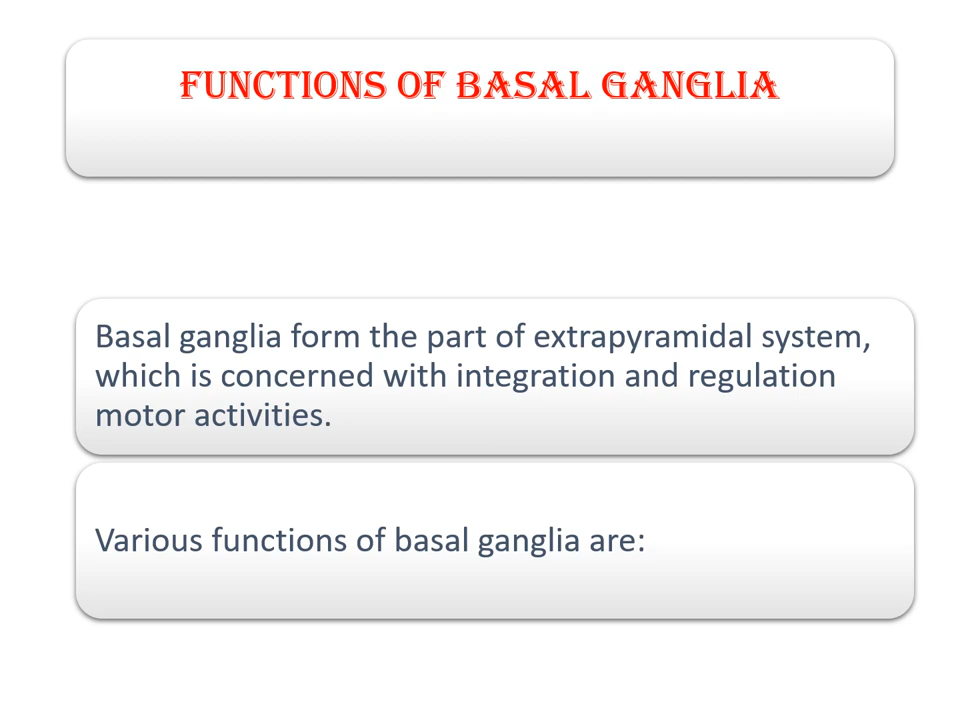 FUNCTIONS OF BASAL GANGLIA
Basal ganglia form the part of extrapyramidal system,
which is concerned with integration and regulation
motor activities.
Various functions of basal ganglia are: